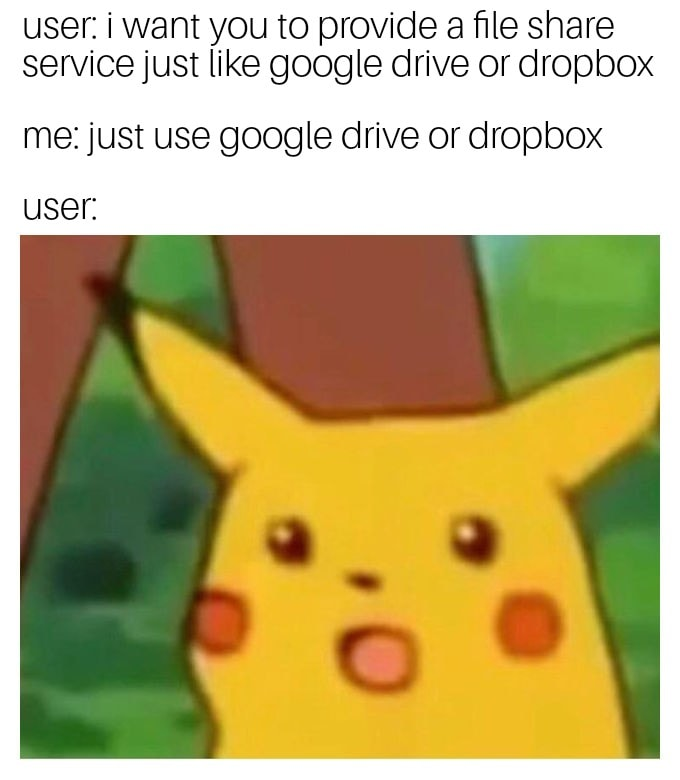 user: i want you to provide a file share
service just like google drive or dropbox
me: just use google drive or dropbox
user: